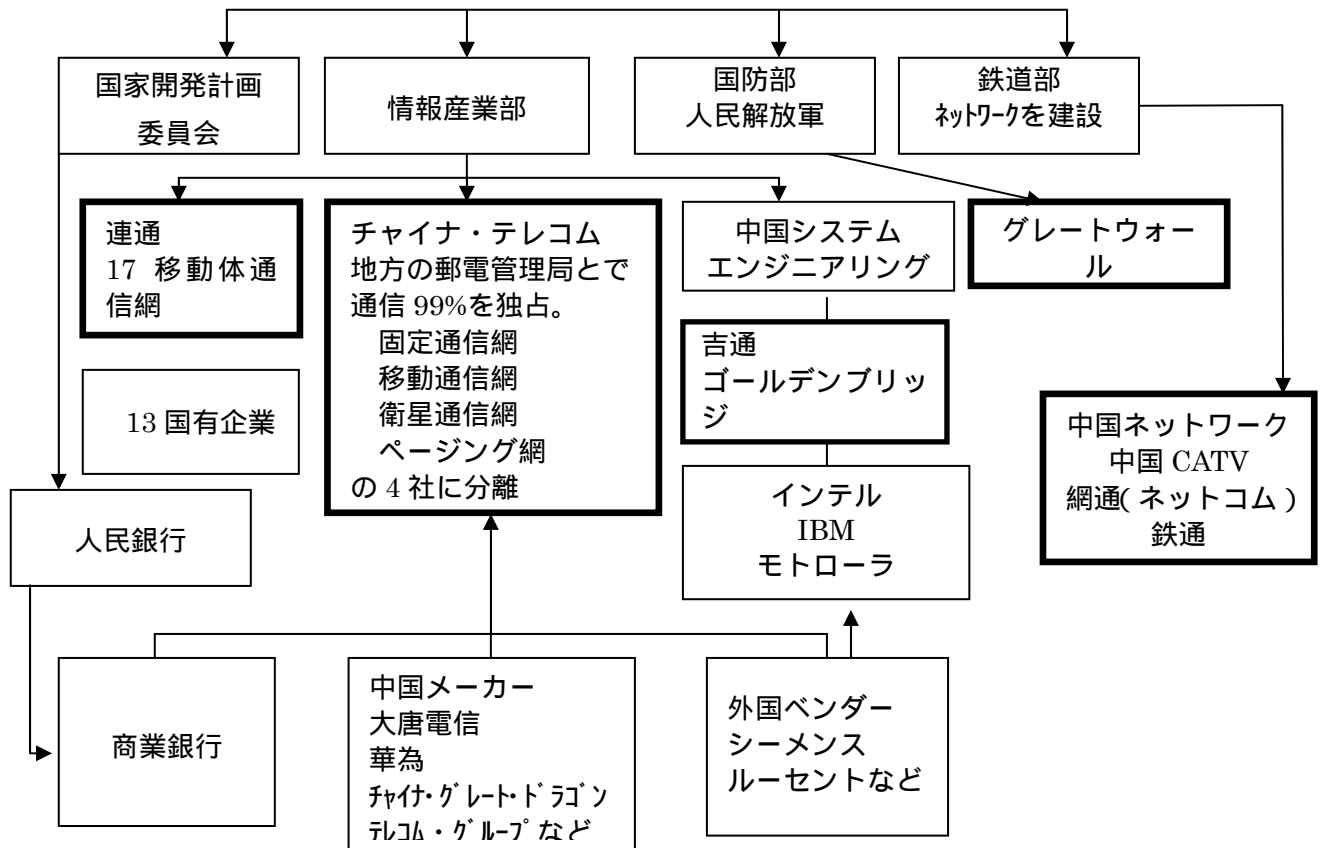 国家開発計画
委員会
情報産業部
国防部
人民解放軍
鉄道部
ネットワークを建設
連通
17 移動体通
信網
チャイナ・テレコム
地方の郵電管理局とで
通信 99%を独占。
固定通信網
移動通信網
衛星通信網
ページング網
の 4 社に分離
中国システム
エンジニアリング
グレートウォー
ル
吉通
ゴールデンブリッ
ジ
13 国有企業
中国ネットワーク
中国 CATV
網通(ネットコム)
鉄通
人民銀行
インテル
IBM
モトローラ
商業銀行
中国メーカー
大唐電信
華為
チャイナ・グレート・ドラゴン
テレコム・グループなど
外国ベンダー
シーメンス
ルーセントなど